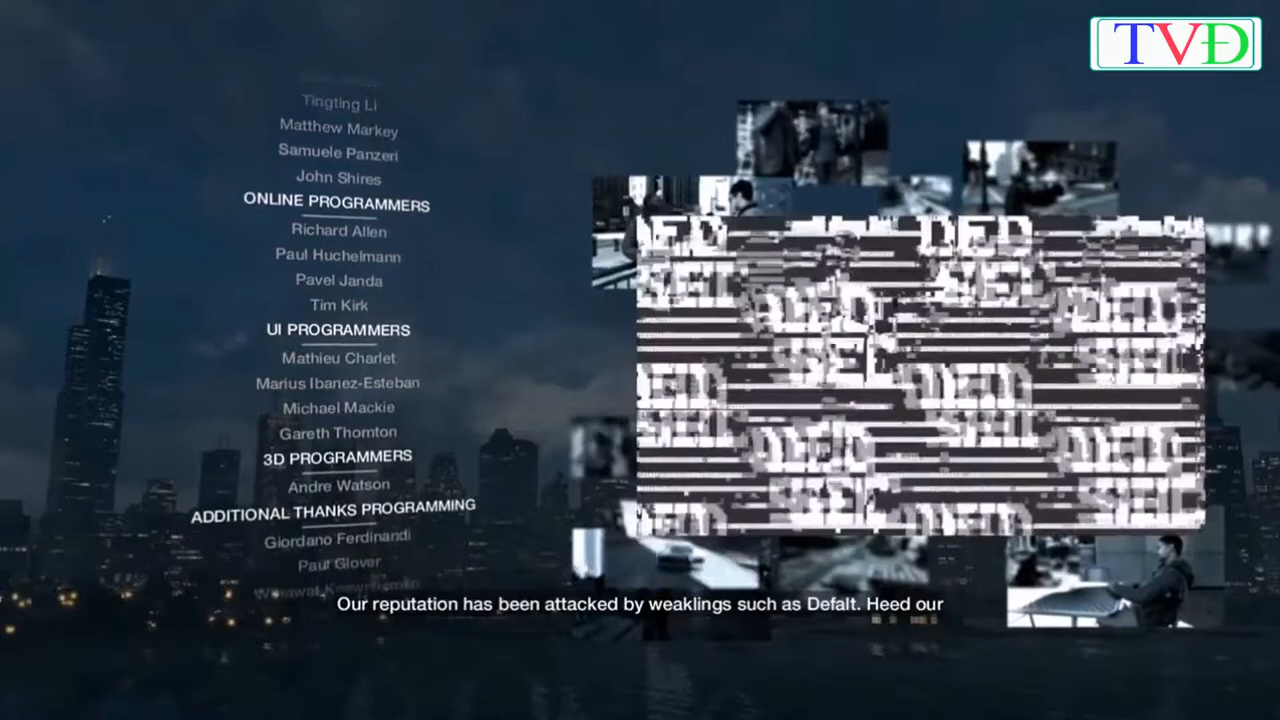 TVĐ
Tingting Li
Matthew Markey
Samuele Panzeri
John Shires
ONLINE PROGRAMMERS
Richard Allen
Paul Huchelmann
Pavel Janda
Tim Kirk
UI PROGRAMMERS
Mathieu Charlet
Marius Ibanez-Esteban
Michael Mackie
Gareth Thomton
3D PROGRAMMERS
Andre Watson
ADDITIONAL THANKS PROGRAMMING
Giordano Ferdinandi
Paul Glover
DED
Our reputation has been attacked by weaklings such as Defalt. Heed our